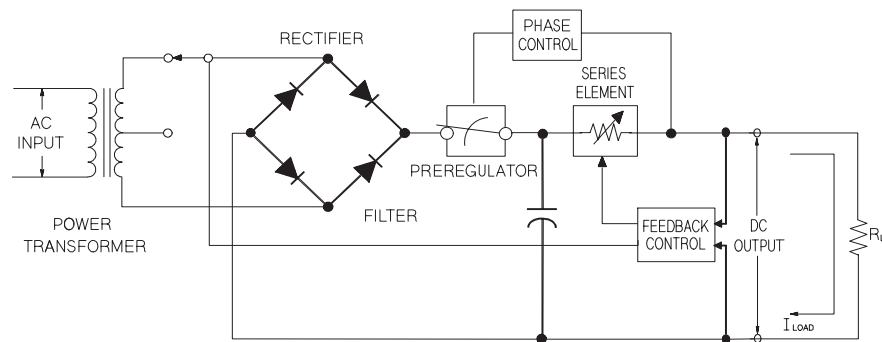 PHASE
CONTROL
RECTIFIER
SERIES
ELEMENT
AC
INPUT
PREREGULATOR
POWER
TRANSFORMER
FILTER
FEEDBACK
CONTROL
DC
OUTPUT
R
I LOAD